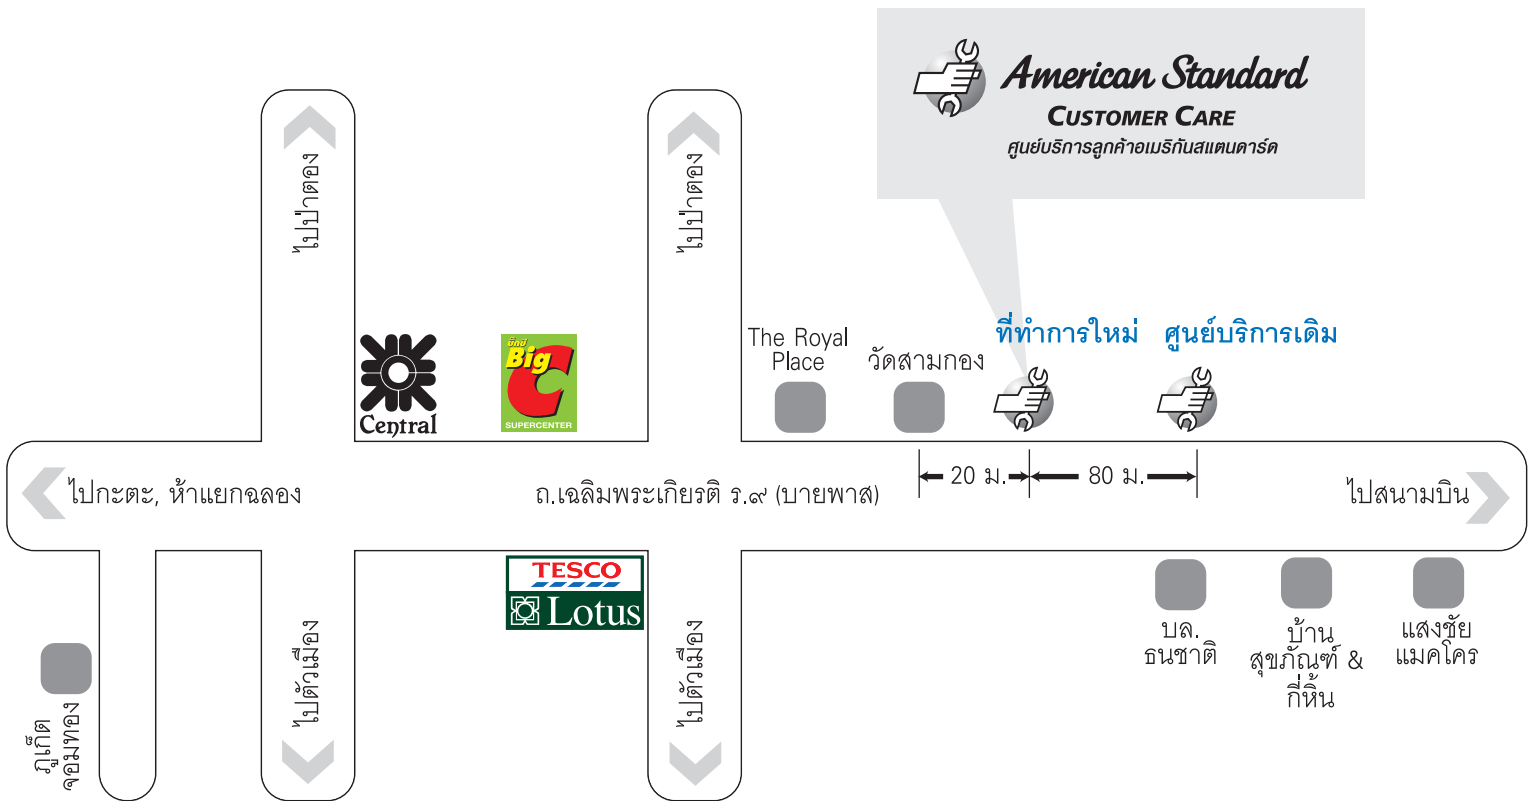 American Standard
CUSTOMER CARE
ศูนย์บริการลูกค้าอเมริกันสแตนดาร์ด
ไปป่าตอง
ไปป่าตอง
Central
บิ๊กซี
Big
C
SUPERCENTER
The Royal
Place
วัดสามกอง
ที่ทำการใหม่
ศูนย์บริการเดิม
ไปกะตะ, ห้าแยกฉลอง
ถ.เฉลิมพระเกียรติ ร.๙ (บายพาส)
20 ม.
80 ม.
ไปสนามบิน
TESCO
Lotus
ภูเก็ต
จอมทอง
ไปตัวเมือง
ไปตัวเมือง
บล.
ธนชาติ
บ้าน
สุขภัณฑ์ &
กี่หิ้น
แสงชัย
แมคโคร